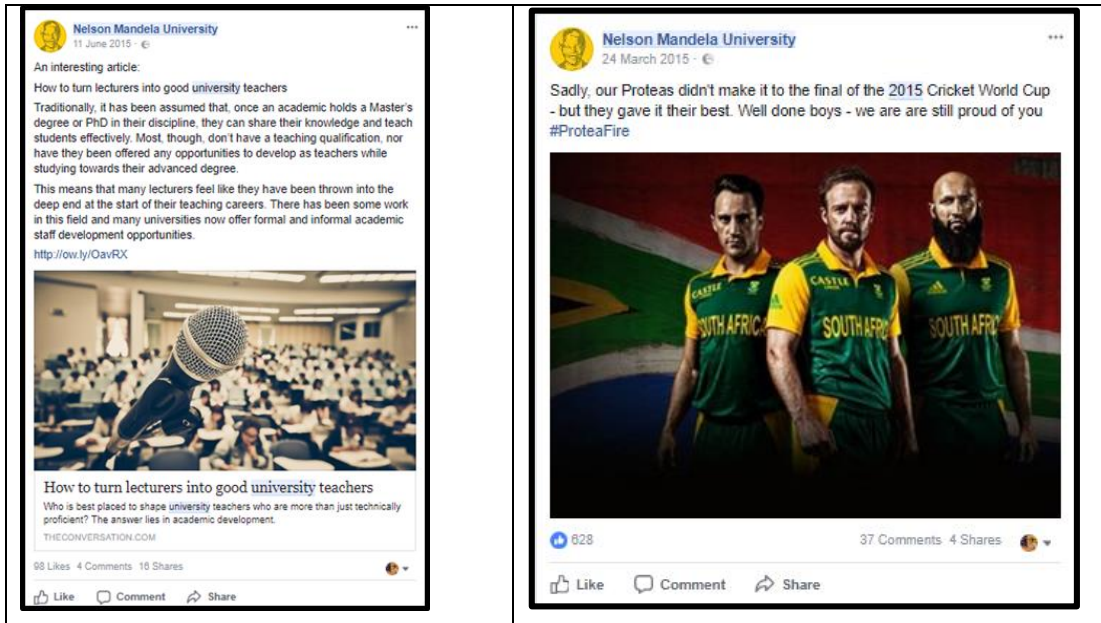 Nelson Mandela University
11 June 2015 ·
An interesting article:
How to turn lecturers into good university teachers
Traditionally, it has been assumed that, once an academic holds a Master's
degree or PhD in their discipline, they can share their knowledge and teach
students effectively. Most, though, don't have a teaching qualification, nor
have they been offered any opportunities to develop as teachers while
studying towards their advanced degree.
This means that many lecturers feel like they have been thrown into the
deep end at the start of their teaching careers. There has been some work
in this field and many universities now offer formal and informal academic
staff development opportunities.
http://ow.ly/OavRX
How to turn lecturers into good university teachers
Who is best placed to shape university teachers who are more than just technically
proficient? The answer lies in academic development.
THECONVERSATION.COM
98 Likes 4 Comments 16 Shares
Like Comment Share
Nelson Mandela University
24 March 2015 ·
Sadly, our Proteas didn't make it to the final of the 2015 Cricket World Cup
- but they gave it their best. Well done boys - we are are still proud of you
#ProteaFire
CASTLE CASTLE
SOUTH AFRICA SOUTH AFRICA SOUTH AFRICA
628 37 Comments 4 Shares
Like Comment Share